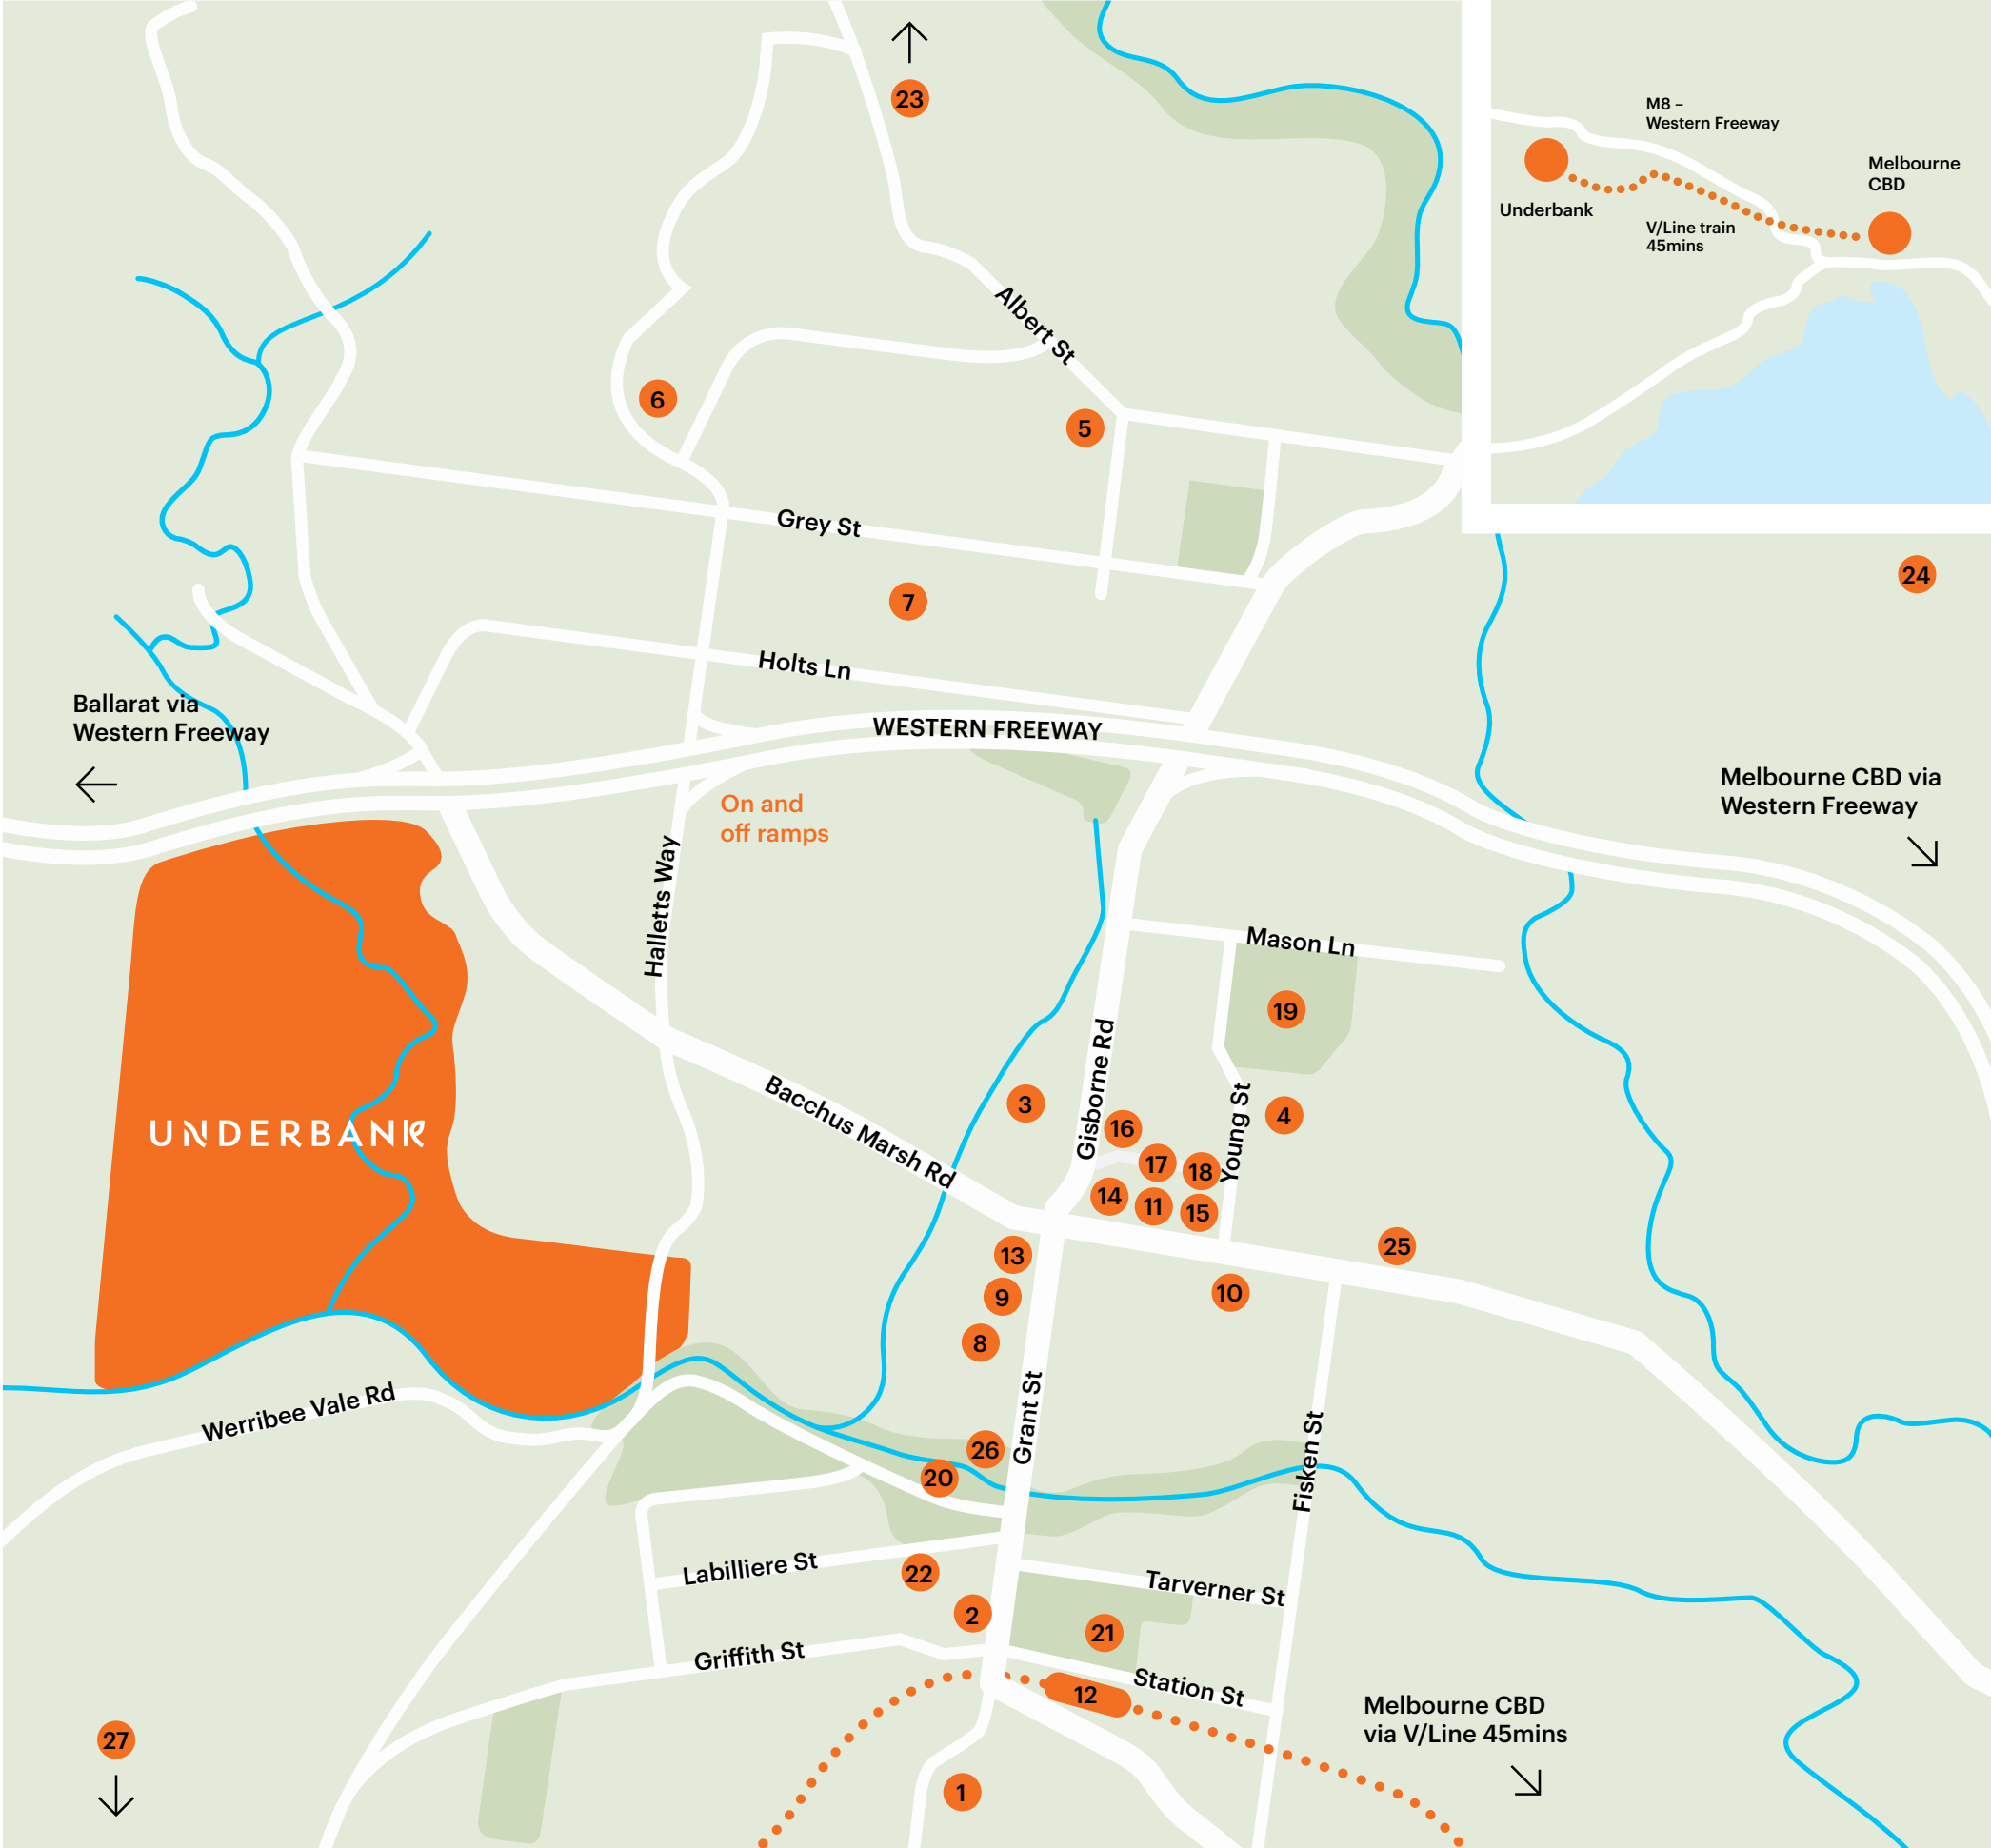 23
M8 –
Western Freeway
Melbourne
CBD
Underbank
V/Line train
45mins
Albert St
6
5
Grey St
24
7
Holts Ln
Ballarat via
Western Freeway
WESTERN FREEWAY
Melbourne CBD via
Western Freeway
On and
off ramps
Halletts Way
Mason Ln
19
Gisborne Rd
Bacchus Marsh Rd
3
16
4
Young St
UNDERBANK
17
18
14
11
15
13
25
9
10
8
Werribee Vale Rd
Grant St
Fisken St
26
20
Labilliere St
22
Tarverner St
2
21
Griffith St
Station St
12
Melbourne CBD
via V/Line 45mins
27
1